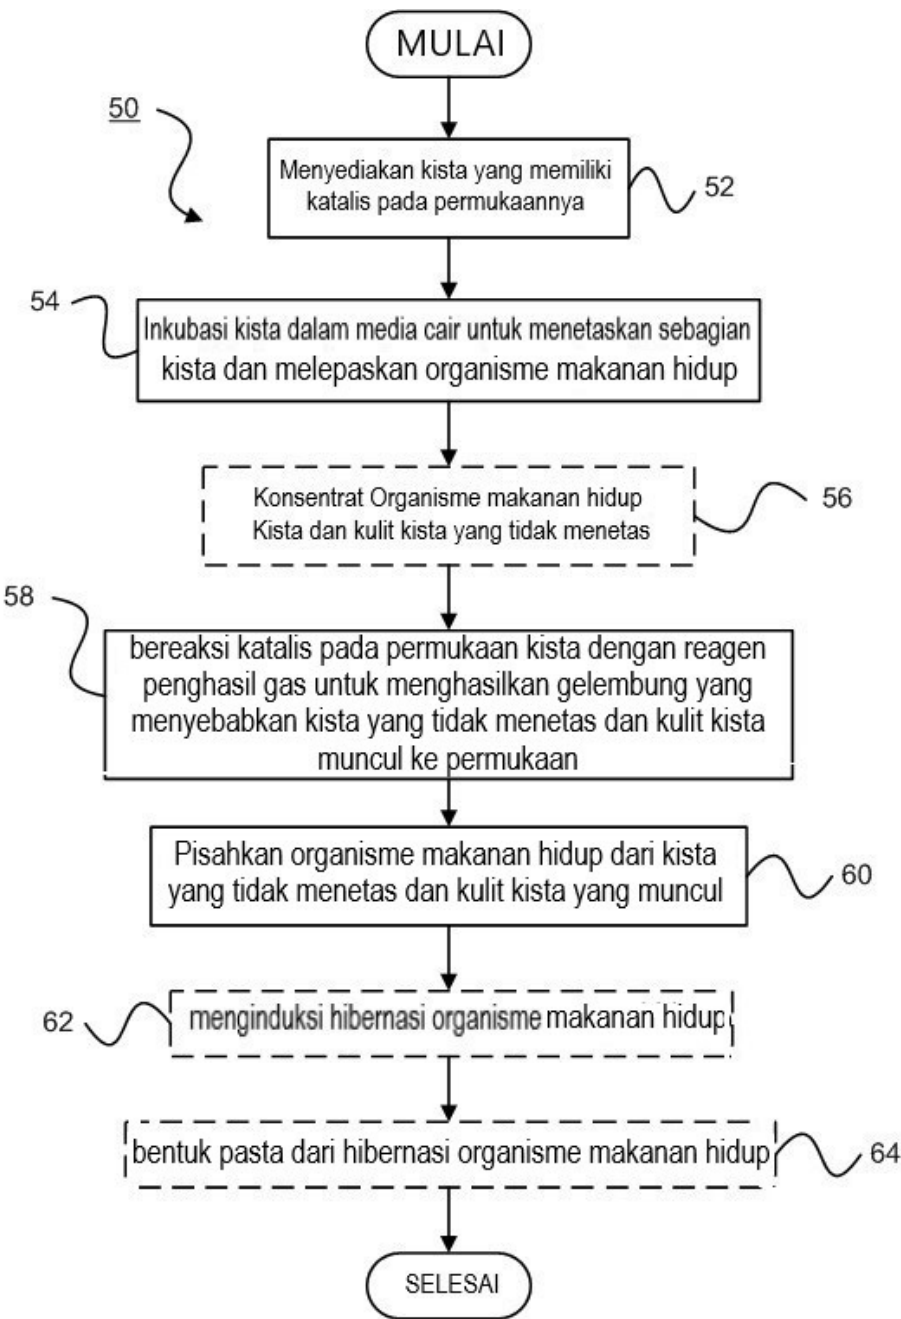 MULAI
50
Menyediakan kista yang memiliki
katalis pada permukaannya
52
54
Inkubasi kista dalam media cair untuk menetaskan sebagian
kista dan melepaskan organisme makanan hidup
Konsentrat Organisme makanan hidup
Kista dan kulit kista yang tidak menetas
56
58
bereaksi katalis pada permukaan kista dengan reagen
penghasil gas untuk menghasilkan gelembung yang
menyebabkan kista yang tidak menetas dan kulit kista
muncul ke permukaan
Pisahkan organisme makanan hidup dari kista
yang tidak menetas dan kulit kista yang muncul
60
62
menginduksi hibernasi organisme makanan hidup
bentuk pasta dari hibernasi organisme makanan hidup
64
SELESAI